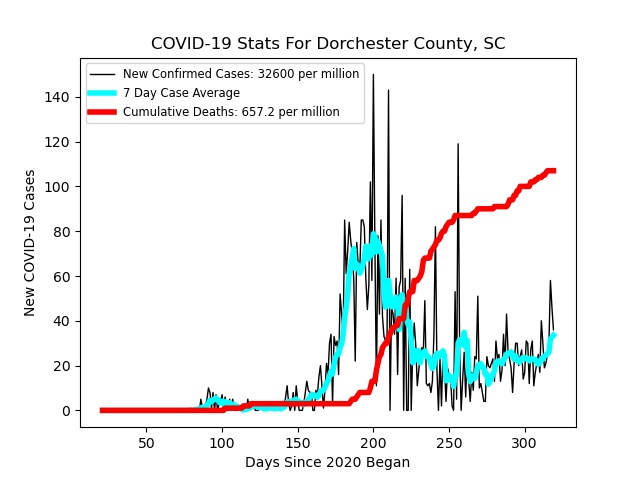 COVID-19 Stats For Dorchester County, SC
New Confirmed Cases: 32600 per million
7 Day Case Average
Cumulative Deaths: 657.2 per million
New COVID-19 Cases
140
120
100
80
60
40
20
0
50
100
150
200
250
300
Days Since 2020 Began